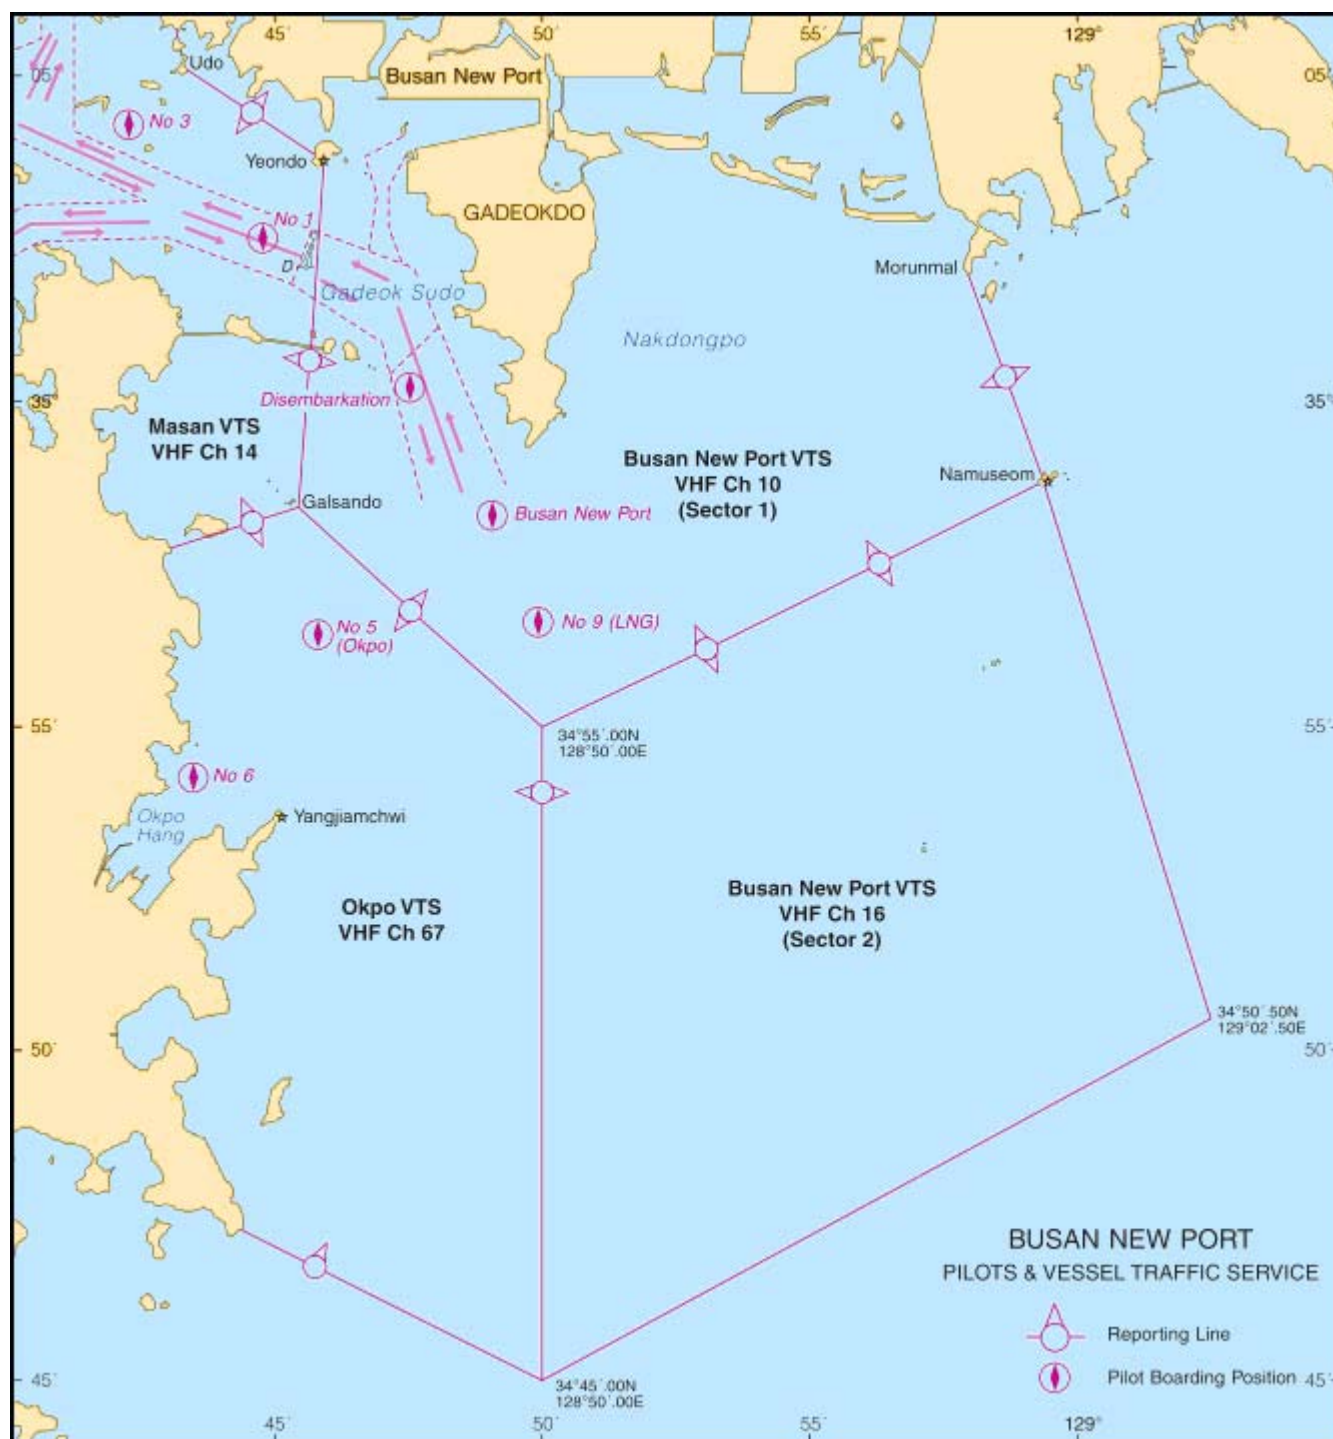 45´
50´
55´
129°
Udo
05´
Busan New Port
05´
No 3
Yeondo
No 1
GADEOKDO
D
Morunmal
Gadeok Sudo
Nakdongpo
Disembarkation
35°
35°
Masan VTS
VHF Ch 14
Busan New Port VTS
VHF Ch 10
(Sector 1)
Namuseom
Galsando
Busan New Port
No 5
(Okpo)
No 9 (LNG)
55´
34°55´.00N
128°50´.00E
55´
No 6
Okpo
Hang
Yangjiamchwi
Okpo VTS
VHF Ch 67
Busan New Port VTS
VHF Ch 16
(Sector 2)
34°50´.50N
129°02´.50E
50´
50´
BUSAN NEW PORT
PILOTS & VESSEL TRAFFIC SERVICE
Reporting Line
Pilot Boarding Position
45´
45´
34°45´.00N
128°50´.00E
45´
50´
55´
129°